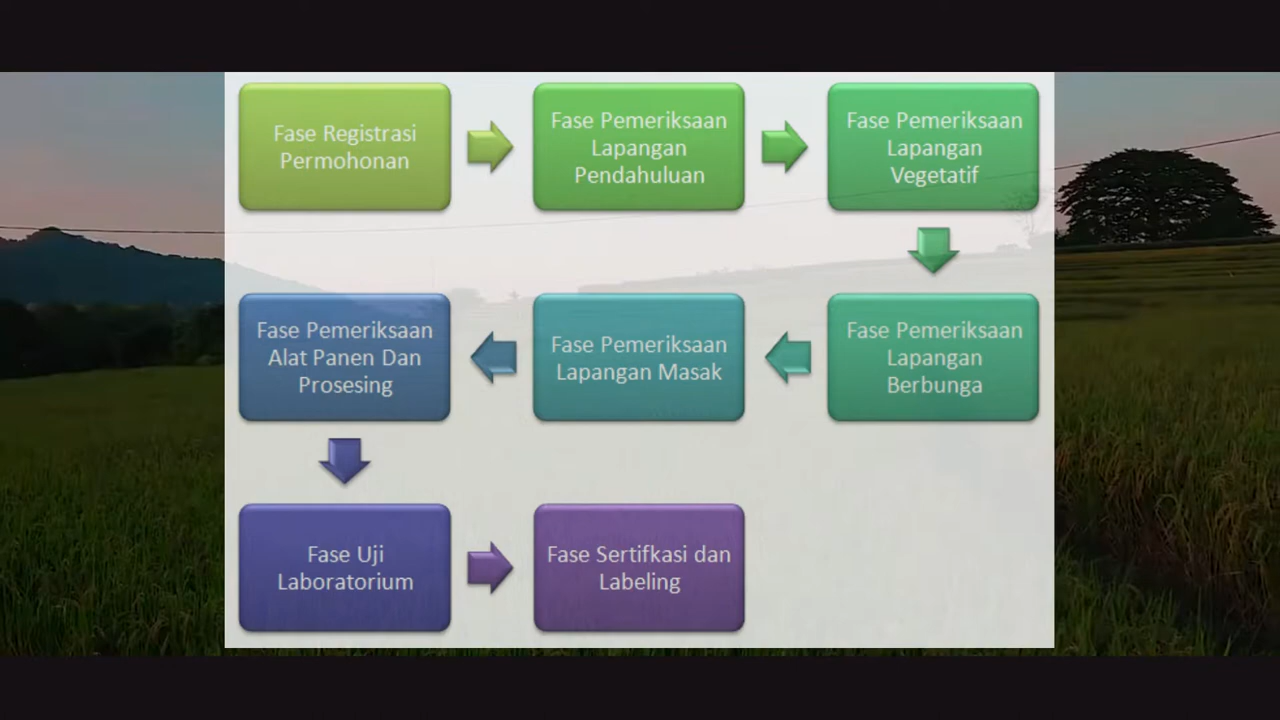 Fase Registrasi
Permohonan
Fase Pemeriksaan
Lapangan
Pendahuluan
Fase Pemeriksaan
Lapangan
Vegetatif
Fase Pemeriksaan
Lapangan
Berbunga
Fase Pemeriksaan
Lapangan Masak
Fase Pemeriksaan
Alat Panen Dan
Prosesing
Fase Uji
Laboratorium
Fase Sertifkasi dan
Labeling